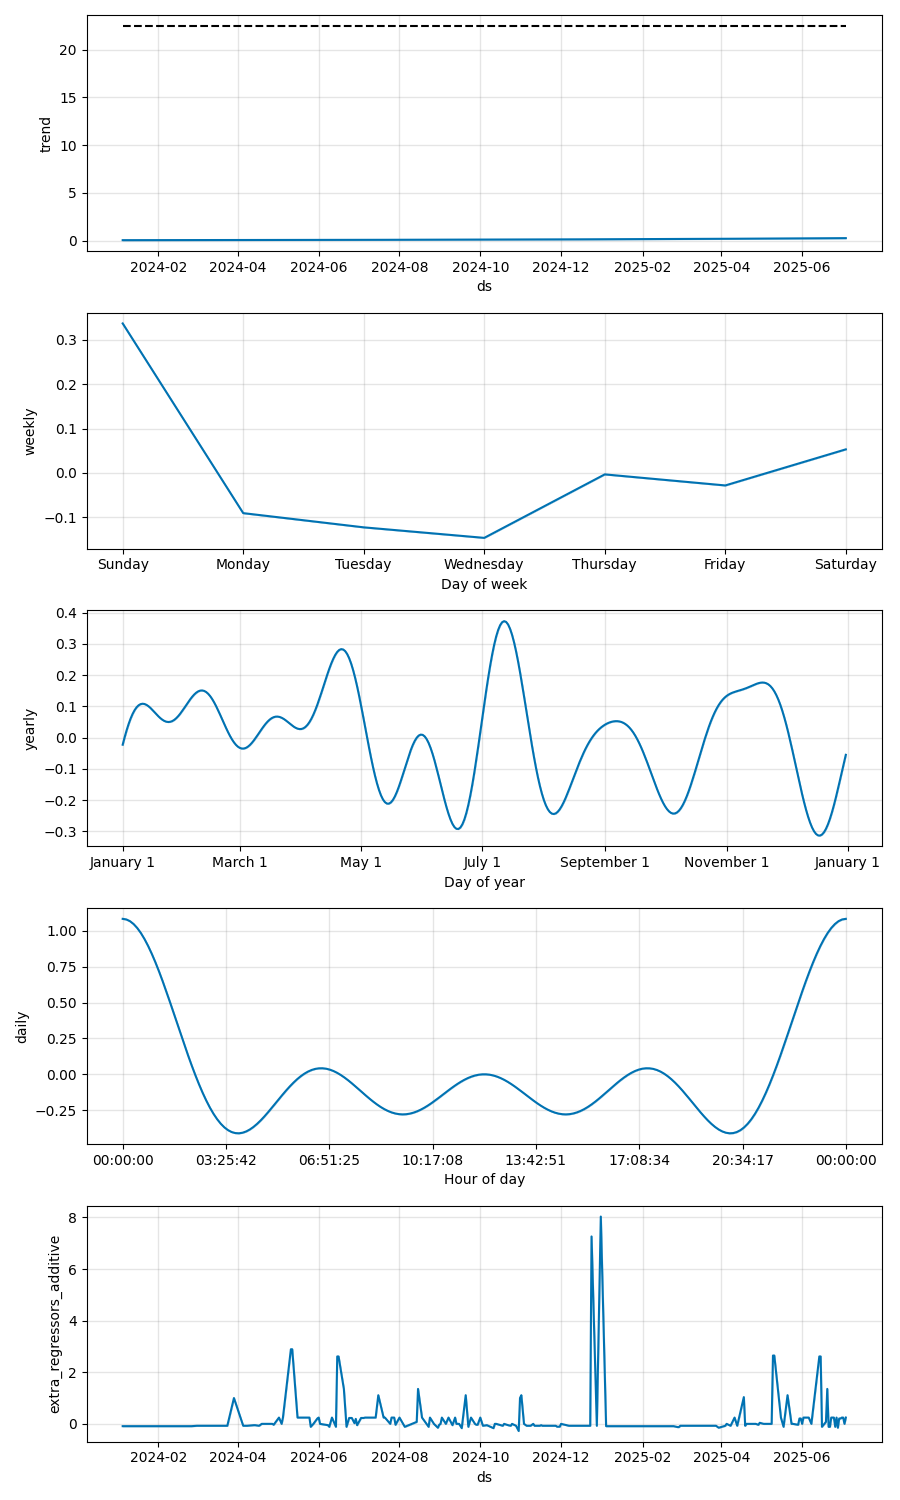 trend
20
15
10
5
0
2024-02 2024-04 2024-06 2024-08 2024-10 2024-12 2025-02 2025-04 2025-06
ds
weekly
0.3
0.2
0.1
0.0
−0.1
Sunday Monday Tuesday Wednesday Thursday Friday Saturday
Day of week
yearly
0.4
0.3
0.2
0.1
0.0
−0.1
−0.2
−0.3
January 1 March 1 May 1 July 1 September 1 November 1 January 1
Day of year
daily
1.00
0.75
0.50
0.25
0.00
−0.25
00:00:00 03:25:42 06:51:25 10:17:08 13:42:51 17:08:34 20:34:17 00:00:00
Hour of day
extra_regressors_additive
8
6
4
2
0
2024-02 2024-04 2024-06 2024-08 2024-10 2024-12 2025-02 2025-04 2025-06
ds